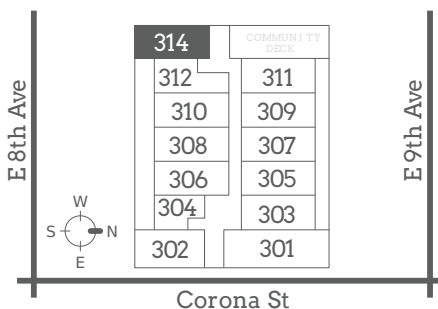 314
COMMUNITY
DECK
312
311
310
309
308
307
306
305
304
303
302
301
E 8th Ave
E 9th Ave
W
S
N
E
Corona St